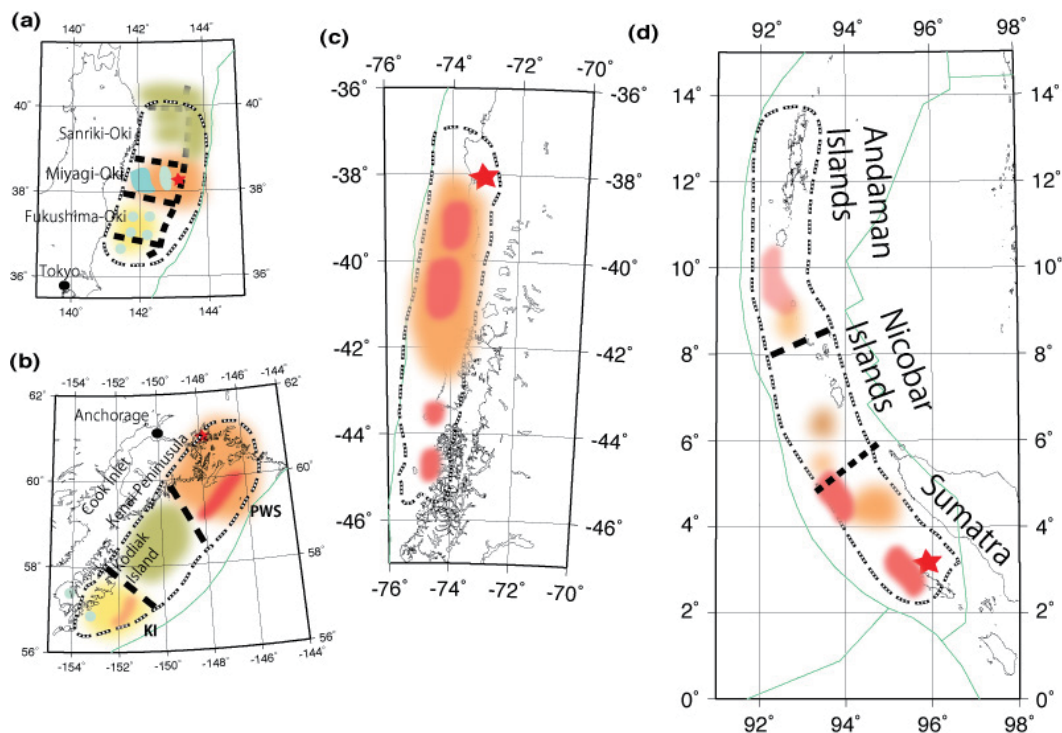 (a)
140° 142° 144°
40° 40°
Sanriki-Oki
Miyagi-Oki
38° 38°
Fukushima-Oki
36° 36°
Tokyo
140° 142° 144°
(b)
-154° -152° -150° -148° -146° -144°
62° 62°
Anchorage
Cook Inlet
Kenai Peninusula
60° 60°
PWS
Kodiak
Island
58° 58°
KI
56° 56°
-154° -152° -150° -148° -146° -144°
(c)
-76° -74° -72° -70°
-36° -36°
-38° -38°
-40° -40°
-42° -42°
-44° -44°
-46° -46°
-76° -74° -72° -70°
(d)
92° 94° 96° 98°
14° 14°
Andaman
Islands
12° 12°
10° 10°
Nicobar
Islands
8° 8°
6° 6°
Sumatra
4° 4°
2° 2°
0° 0°
92° 94° 96° 98°